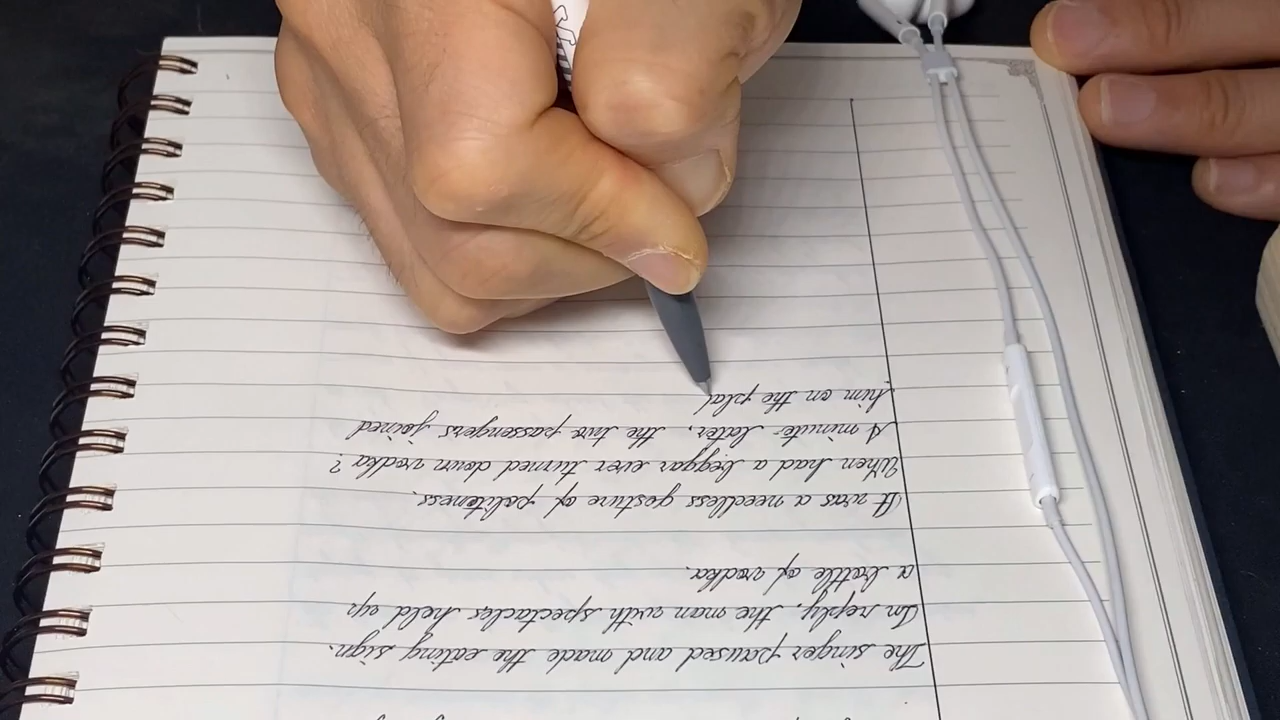 The singer paused and made the eating sign.
In reply, the man with spectacles held up
a bottle of vodka.
It was a needless gesture of politeness.
When had a beggar ever turned down vodka?
A minute later, the two passengers joined
him on the plat